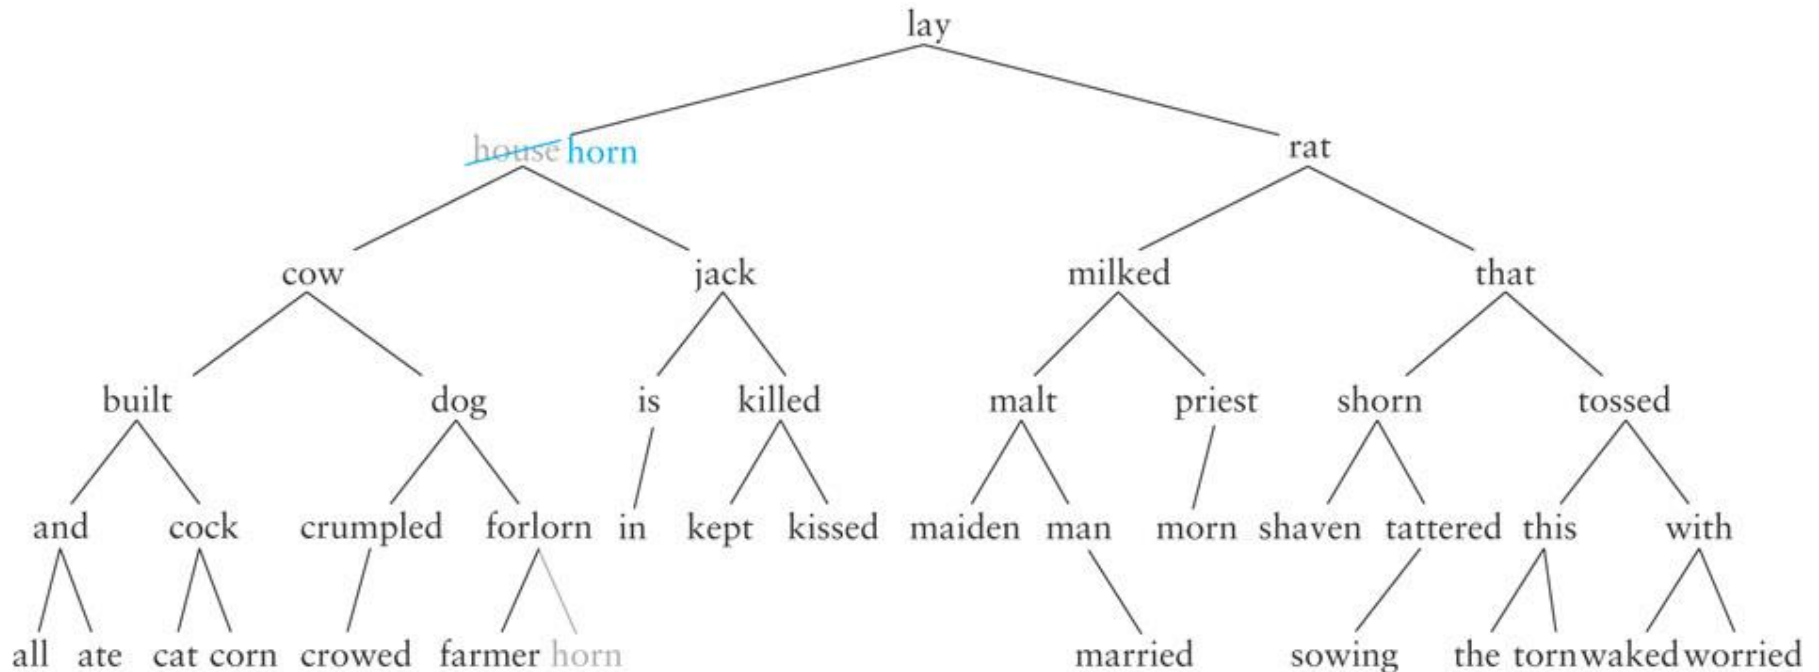 lay
house horn rat
cow jack milked that
built dog is killed malt priest shorn tossed
and cock crumpled forlorn in kept kissed maiden man morn shaven tattered this with
all ate cat corn crowed farmer horn married sowing the torn waked worried